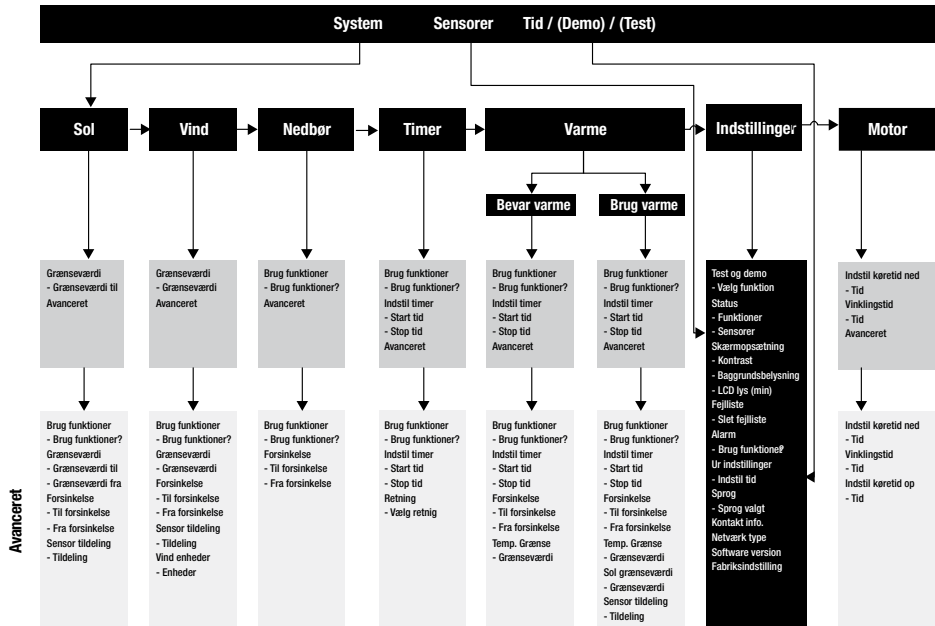 System
Sensorer
Tid / (Demo) / (Test)
Sol
Vind
Nedbør
Timer
Varme
Indstillinger
Motor
Bevar varme
Brug varme
Grænseværdi
- Grænseværdi til
Avanceret
Grænseværdi
- Grænseværdi
Avanceret
Brug funktioner
- Brug funktioner?
Avanceret
Brug funktioner
- Brug funktioner?
Indstil timer
- Start tid
- Stop tid
Avanceret
Brug funktioner
- Brug funktioner?
Indstil timer
- Start tid
- Stop tid
Avanceret
Brug funktioner
- Brug funktioner?
Indstil timer
- Start tid
- Stop tid
Avanceret
Test og demo
- Vælg funktion
Status
- Funktioner
- Sensorer
Skærmopsætning
- Kontrast
- Baggrundsbelysning
- LCD lys (min)
Fejlliste
- Slet fejlliste
Alarm
- Brug funktioner?
Ur indstillinger
- Indstil tid
Sprog
- Sprog valgt
Kontakt info.
Netværk type
Software version
Fabriksindstilling
Indstil køretid ned
- Tid
Vinklingstid
- Tid
Avanceret
Avanceret
Brug funktioner
- Brug funktioner?
Grænseværdi
- Grænseværdi til
- Grænseværdi fra
Forsinkelse
- Til forsinkelse
- Fra forsinkelse
Sensor tildeling
- Tildeling
Brug funktioner
- Brug funktioner?
Grænseværdi
- Grænseværdi
Forsinkelse
- Til forsinkelse
- Fra forsinkelse
Sensor tildeling
- Tildeling
Vind enheder
- Enheder
Brug funktioner
- Brug funktioner?
Forsinkelse
- Til forsinkelse
- Fra forsinkelse
Brug funktioner
- Brug funktioner?
Indstil timer
- Start tid
- Stop tid
Retning
- Vælg retnig
Brug funktioner
- Brug funktioner?
Indstil timer
- Start tid
- Stop tid
Forsinkelse
- Til forsinkelse
- Fra forsinkelse
Temp. Grænse
- Grænseværdi
Brug funktioner
- Brug funktioner?
Indstil timer
- Start tid
- Stop tid
Forsinkelse
- Til forsinkelse
- Fra forsinkelse
Temp. Grænse
- Grænseværdi
Sol grænseværdi
- Grænseværdi
Sensor tildeling
- Tildeling
Indstil køretid ned
- Tid
Vinklingstid
- Tid
Indstil køretid op
- Tid